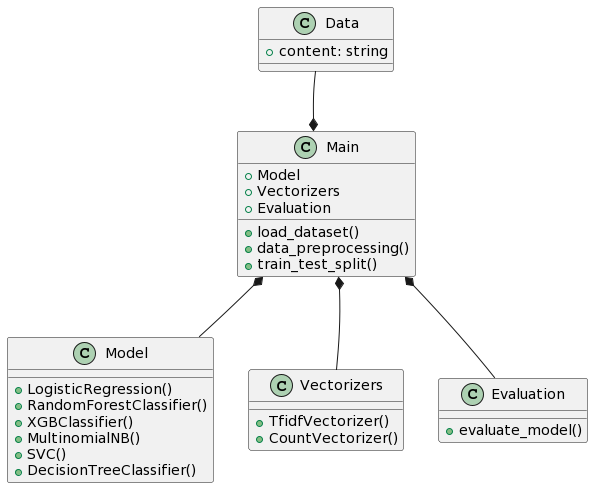 C Data
+ content: string
C Main
Model
Vectorizers
Evaluation
load_dataset()
data_preprocessing()
train_test_split()
C Model
LogisticRegression()
RandomForestClassifier()
XGBClassifier()
MultinomialNB()
SVC()
DecisionTreeClassifier()
C Vectorizers
TfidfVectorizer()
CountVectorizer()
C Evaluation
evaluate_model()